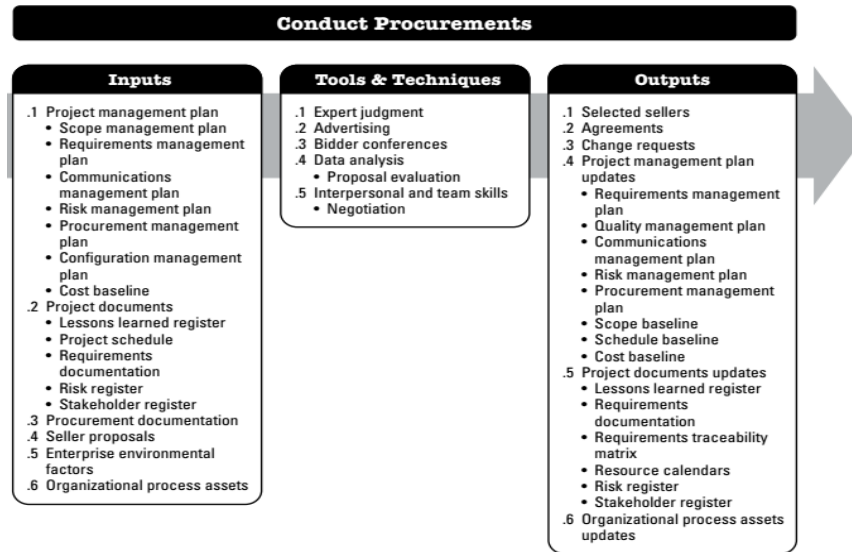 Conduct Procurements
Inputs
.1 Project management plan
• Scope management plan
• Requirements management
plan
• Communications
management plan
• Risk management plan
• Procurement management
plan
• Configuration management
plan
• Cost baseline
.2 Project documents
• Lessons learned register
• Project schedule
• Requirements
documentation
• Risk register
• Stakeholder register
.3 Procurement documentation
.4 Seller proposals
.5 Enterprise environmental
factors
.6 Organizational process assets
Tools & Techniques
.1 Expert judgment
.2 Advertising
.3 Bidder conferences
.4 Data analysis
• Proposal evaluation
.5 Interpersonal and team skills
• Negotiation
Outputs
.1 Selected sellers
.2 Agreements
.3 Change requests
.4 Project management plan
updates
• Requirements management
plan
• Quality management plan
• Communications
management plan
• Risk management plan
• Procurement management
plan
• Scope baseline
• Schedule baseline
• Cost baseline
.5 Project documents updates
• Lessons learned register
• Requirements
documentation
• Requirements traceability
matrix
• Resource calendars
• Risk register
• Stakeholder register
.6 Organizational process assets
updates